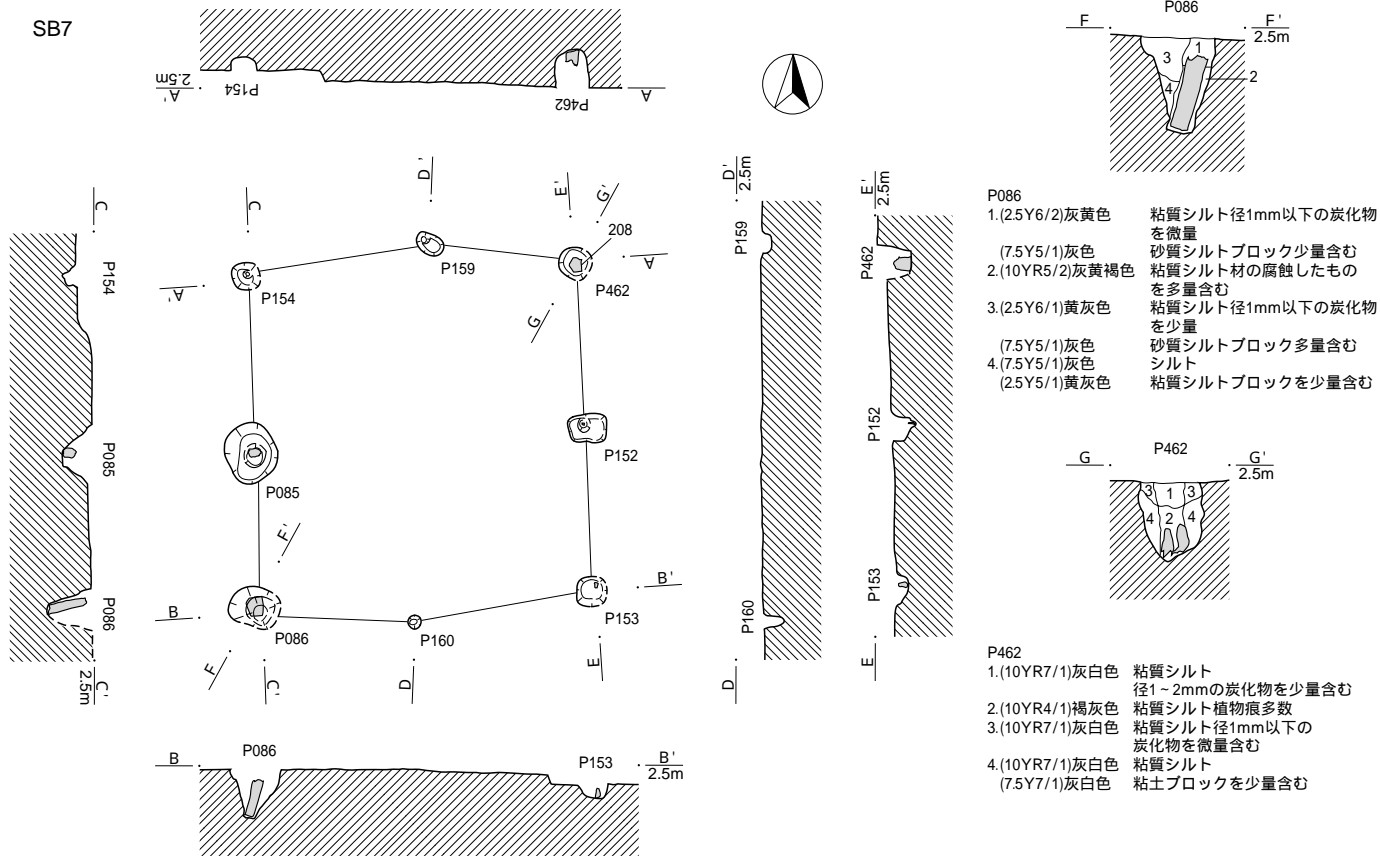 SB7
2.5m
A'
P154
P462
A
P086
F
F'
2.5m
3
1
2
4
C
P154
P085
P086
C'
2.5m
C
D'
E'
G'
208
P159
P154
P462
A
A'
G
P152
P085
F'
B
B'
P086
P160
P153
F
C'
D
E
D'
2.5m
P159
P160
D
E'
2.5m
P462
P152
P153
E
P086
1.(2.5Y6/2)灰黄色 粘質シルト径1mm以下の炭化物
を微量
(7.5Y5/1)灰色 砂質シルトブロック少量含む
2.(10YR5/2)灰黄褐色 粘質シルト材の腐蝕したもの
を多量含む
3.(2.5Y6/1)黄灰色 粘質シルト径1mm以下の炭化物
を少量
(7.5Y5/1)灰色 砂質シルトブロック多量含む
4.(7.5Y5/1)灰色 シルト
(2.5Y5/1)黄灰色 粘質シルトブロックを少量含む
P462
G
G'
2.5m
3 1 3
4 2 4
P462
1.(10YR7/1)灰白色 粘質シルト
径1~2mmの炭化物を少量含む
2.(10YR4/1)褐灰色 粘質シルト植物痕多数
3.(10YR7/1)灰白色 粘質シルト径1mm以下の
炭化物を微量含む
4.(10YR7/1)灰白色 粘質シルト
(7.5Y7/1)灰白色 粘土ブロックを少量含む
B
P086
P153
B'
2.5m